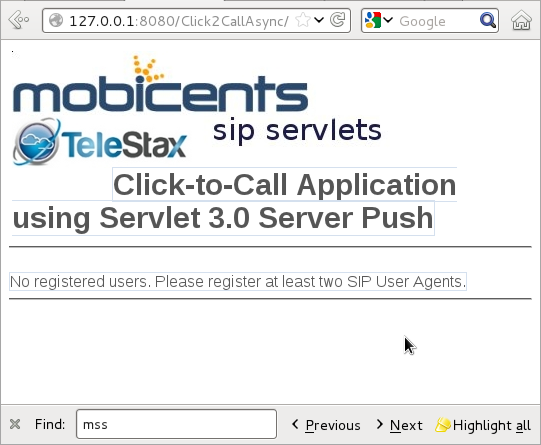 127.0.0.1:8080/Click2CallAsync/
Google
mobicents
TeleStax
sip servlets
Click-to-Call Application
using Servlet 3.0 Server Push
No registered users. Please register at least two SIP User Agents.
Find: mss Previous Next Highlight all